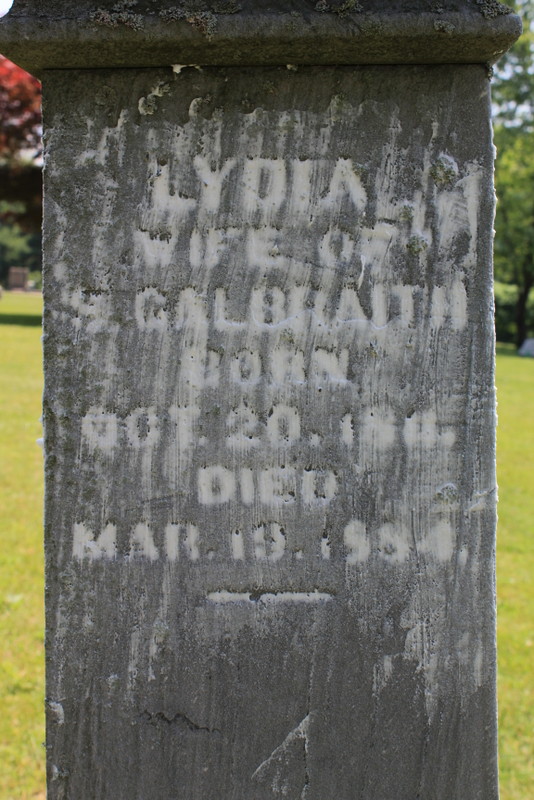 LYDIA
WIFE OF
GALBRAITH
BORN
OCT. 20.
DIED
MAR. 19.